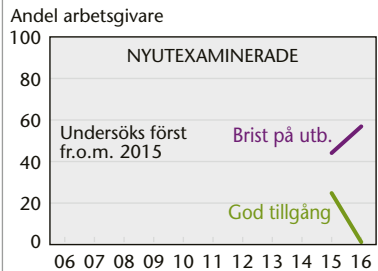 Andel arbetsgivare
100
NYUTEXAMINERADE
80
60
Undersöks först
fr.o.m. 2015
Brist på utb.
40
20
God tillgång
0
06 07 08 09 10 11 12 13 14 15 16